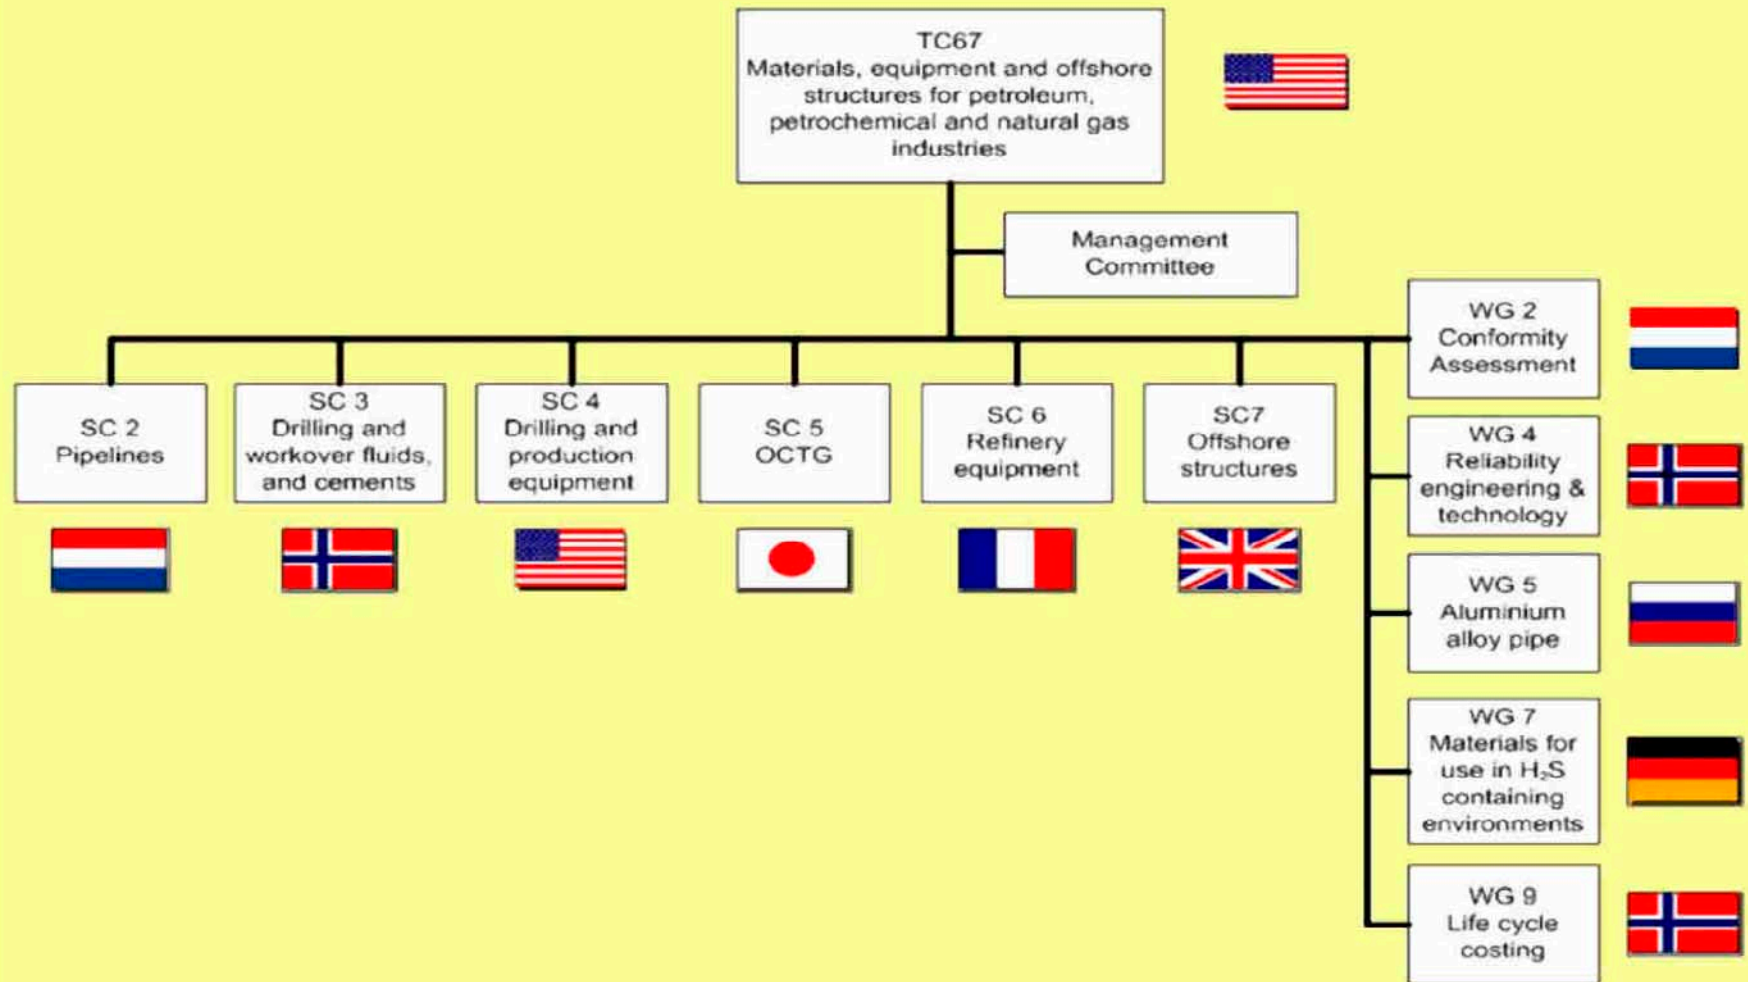 TC67
Materials, equipment and offshore
structures for petroleum,
petrochemical and natural gas
industries
Management
Committee
SC 2
Pipelines
SC 3
Drilling and
workover fluids,
and cements
SC 4
Drilling and
production
equipment
SC 5
OCTG
SC 6
Refinery
equipment
SC7
Offshore
structures
WG 2
Conformity
Assessment
WG 4
Reliability
engineering &
technology
WG 5
Aluminium
alloy pipe
WG 7
Materials for
use in H₂S
containing
environments
WG 9
Life cycle
costing